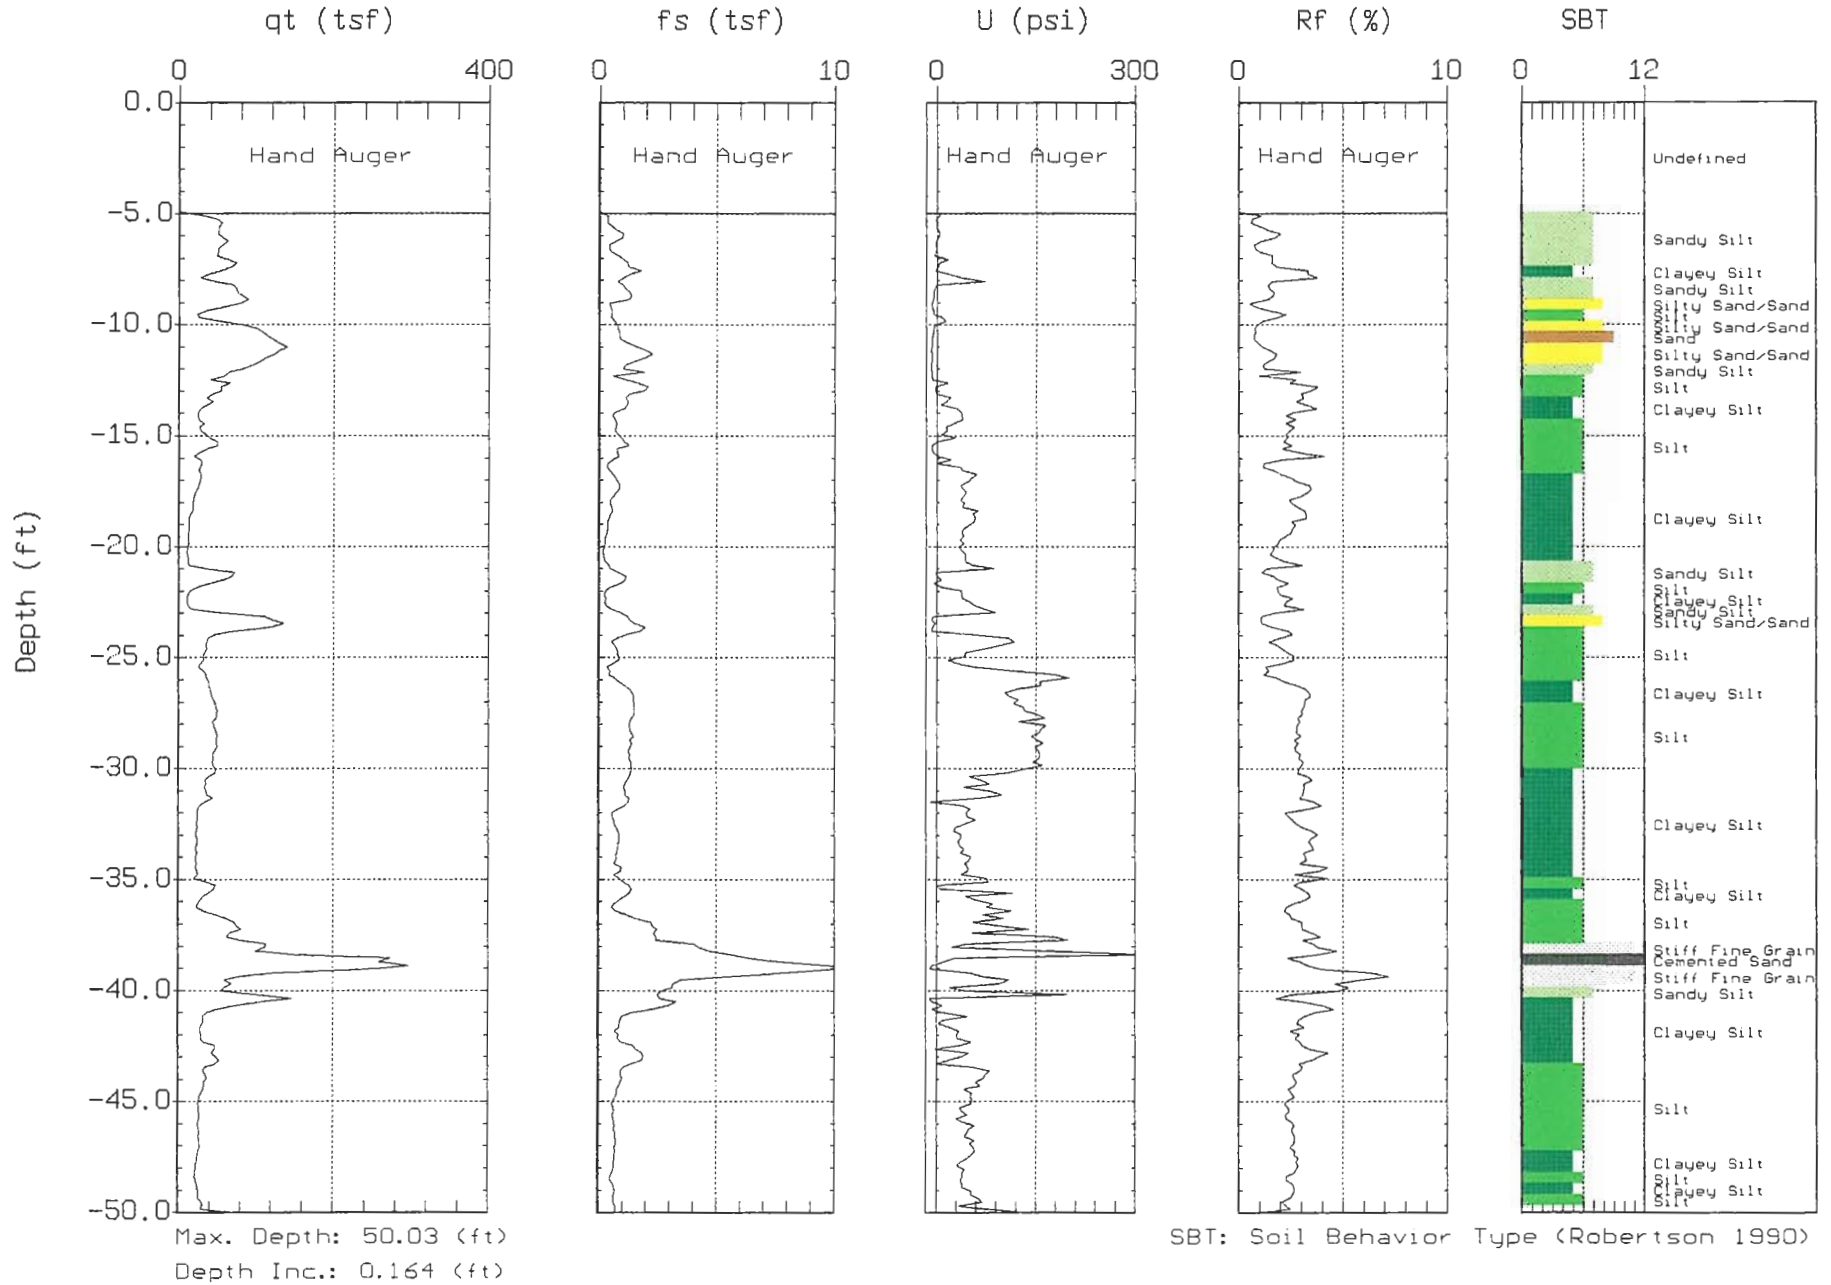 qt (tsf) fs (tsf) U (psi) Rf (%) SBT
0 400 0 10 0 300 0 10 0 12
0.0
Hand Auger Hand Auger Hand Auger Hand Auger Undefined
-5.0
Sandy Silt
Clayey Silt
Sandy Silt
Silty Sand/Sand
Silt
-10.0
Silty Sand/Sand
Sand
Silty Sand/Sand
Sandy Silt
Silt
Clayey Silt
-15.0
Silt
Clayey Silt
-20.0
Sandy Silt
Silt
Clayey Silt
Sandy Silt
Silty Sand/Sand
-25.0
Silt
Clayey Silt
Silt
-30.0
Clayey Silt
-35.0
Silt
Clayey Silt
Silt
Stiff Fine Grain
Cemented Sand
Stiff Fine Grain
-40.0
Sandy Silt
Clayey Silt
-45.0
Silt
Clayey Silt
Silt
Clayey Silt
Silt
-50.0
Depth (ft)
Max. Depth: 50.03 (ft)
Depth Inc.: 0.164 (ft)
SBT: Soil Behavior Type (Robertson 1990)